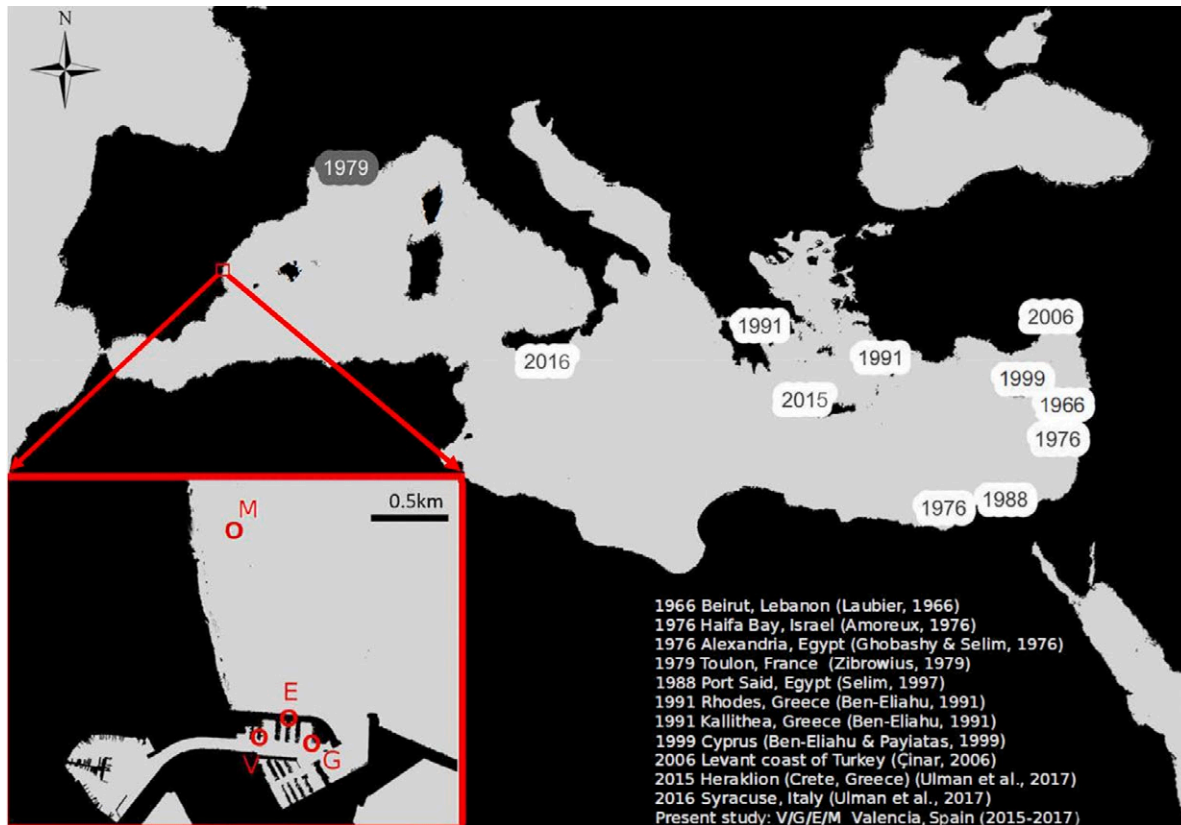 N
1979
1991
2006
2016
1991
1999
2015
1966
1976
1976
1988
M
0.5km
E
V
G
1966 Beirut, Lebanon (Laubier, 1966)
1976 Haifa Bay, Israel (Amoreux, 1976)
1976 Alexandria, Egypt (Ghobashy & Selim, 1976)
1979 Toulon, France (Zibrowius, 1979)
1988 Port Said, Egypt (Selim, 1997)
1991 Rhodes, Greece (Ben-Eliahu, 1991)
1991 Kallithea, Greece (Ben-Eliahu, 1991)
1999 Cyprus (Ben-Eliahu & Payiatas, 1999)
2006 Levant coast of Turkey (Çinar, 2006)
2015 Heraklion (Crete, Greece) (Ulman et al., 2017)
2016 Syracuse, Italy (Ulman et al., 2017)
Present study: V/G/E/M Valencia, Spain (2015-2017)